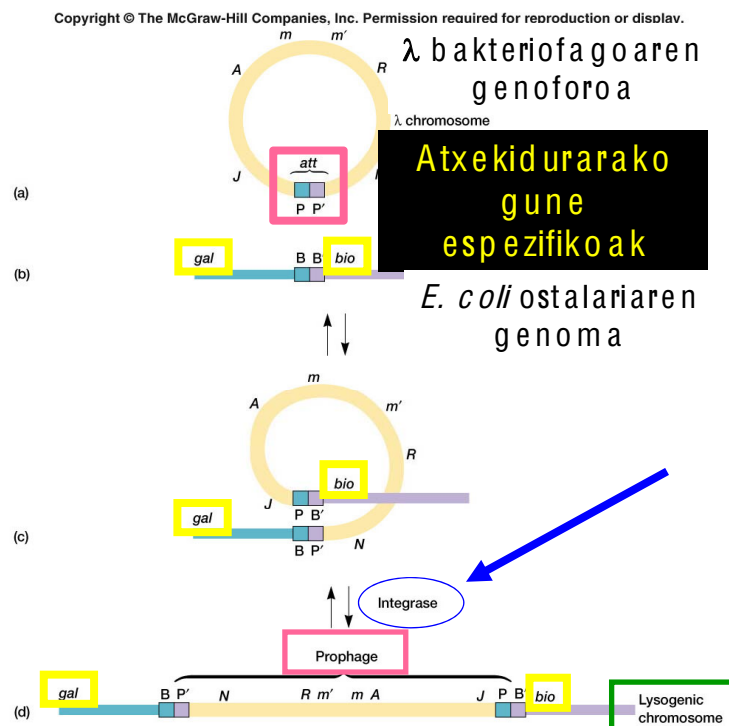 Copyright © The McGraw-Hill Companies, Inc. Permission required for reproduction or display.
m m′
A R
λ bakteriofagoaren
genoforoa
λ chromosome
att
J
P P′
(a)
Atxekidurarako
gune
espezifikoak
gal B B′ bio
(b)
E. coli ostalariaren
genoma
m
A m′
R
bio
J
P B′
gal
B P′ N
(c)
Integrase
Prophage
gal B P′ N R m′ m A J P B′ bio
(d)
Lysogenic
chromosome